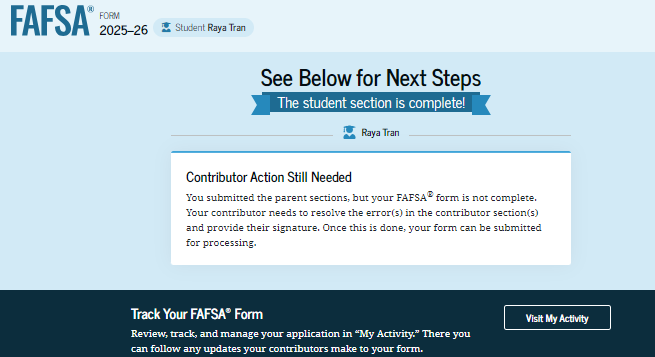 FAFSA® FORM
2025–26
Student Raya Tran
See Below for Next Steps
The student section is complete!
Raya Tran
Contributor Action Still Needed
You submitted the parent sections, but your FAFSA® form is not complete.
Your contributor needs to resolve the error(s) in the contributor section(s)
and provide their signature. Once this is done, your form can be submitted
for processing.
Track Your FAFSA® Form
Review, track, and manage your application in “My Activity.” There you
can follow any updates your contributors make to your form.
Visit My Activity